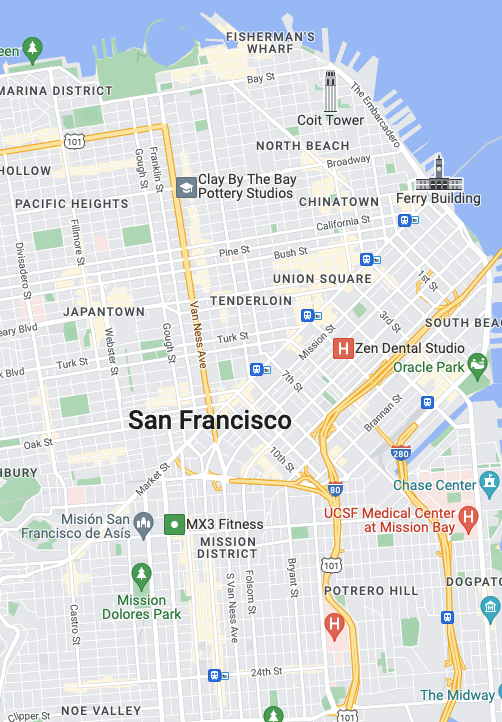 FISHERMAN'S
WHARF
een
Bay St
MARINA DISTRICT
The Embarcadero
Coit Tower
101
NORTH BEACH
Broadway
HOLLOW
Franklin St
Gough St
Clay By The Bay
Pottery Studios
CHINATOWN
Ferry Building
PACIFIC HEIGHTS
California St
Fillmore St
Divisadero St
Pine St
Bush St
UNION SQUARE
1st St
TENDERLOIN
JAPANTOWN
Van Ness Ave
3rd St
SOUTH BEA
eary Blvd
Webster St
Gough St
Turk St
Mission St
H
Zen Dental Studio
Oracle Park
Turk St
k Blvd
7th St
Brannan St
San Francisco
Oak St
280
HBURY
Market St
10th St
Chase Center
80
Misión San
Francisco de Asís
MX3 Fitness
UCSF Medical Center
at Mission Bay
H
MISSION
DISTRICT
101
Bryant St
Folsom St
S Van Ness Ave
POTRERO HILL
DOGPATC
Mission
Dolores Park
Castro St
H
24th St
The Midway
NOE VALLEY
Clipper St
101